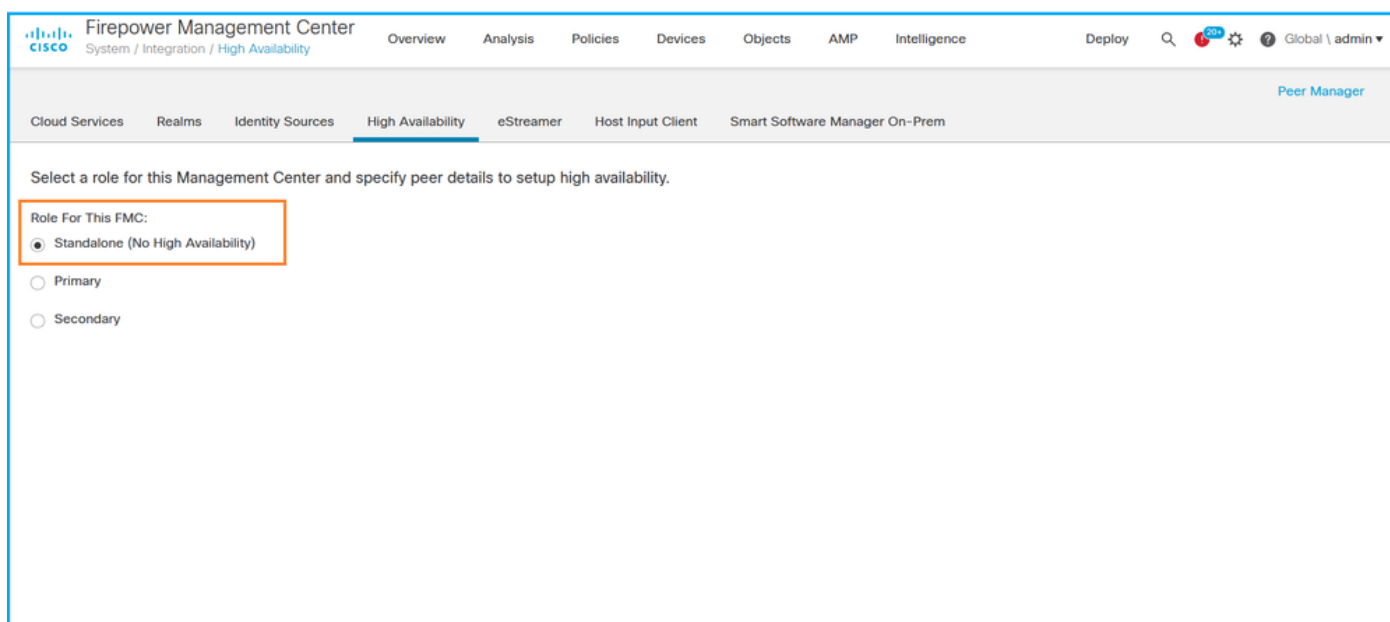 Firepower Management Center
CISCO
System / Integration / High Availability
Overview Analysis Policies Devices Objects AMP Intelligence Deploy 20+ Global \ admin
Peer Manager
Cloud Services Realms Identity Sources High Availability eStreamer Host Input Client Smart Software Manager On-Prem
Select a role for this Management Center and specify peer details to setup high availability.
Role For This FMC:
Standalone (No High Availability)
Primary
Secondary